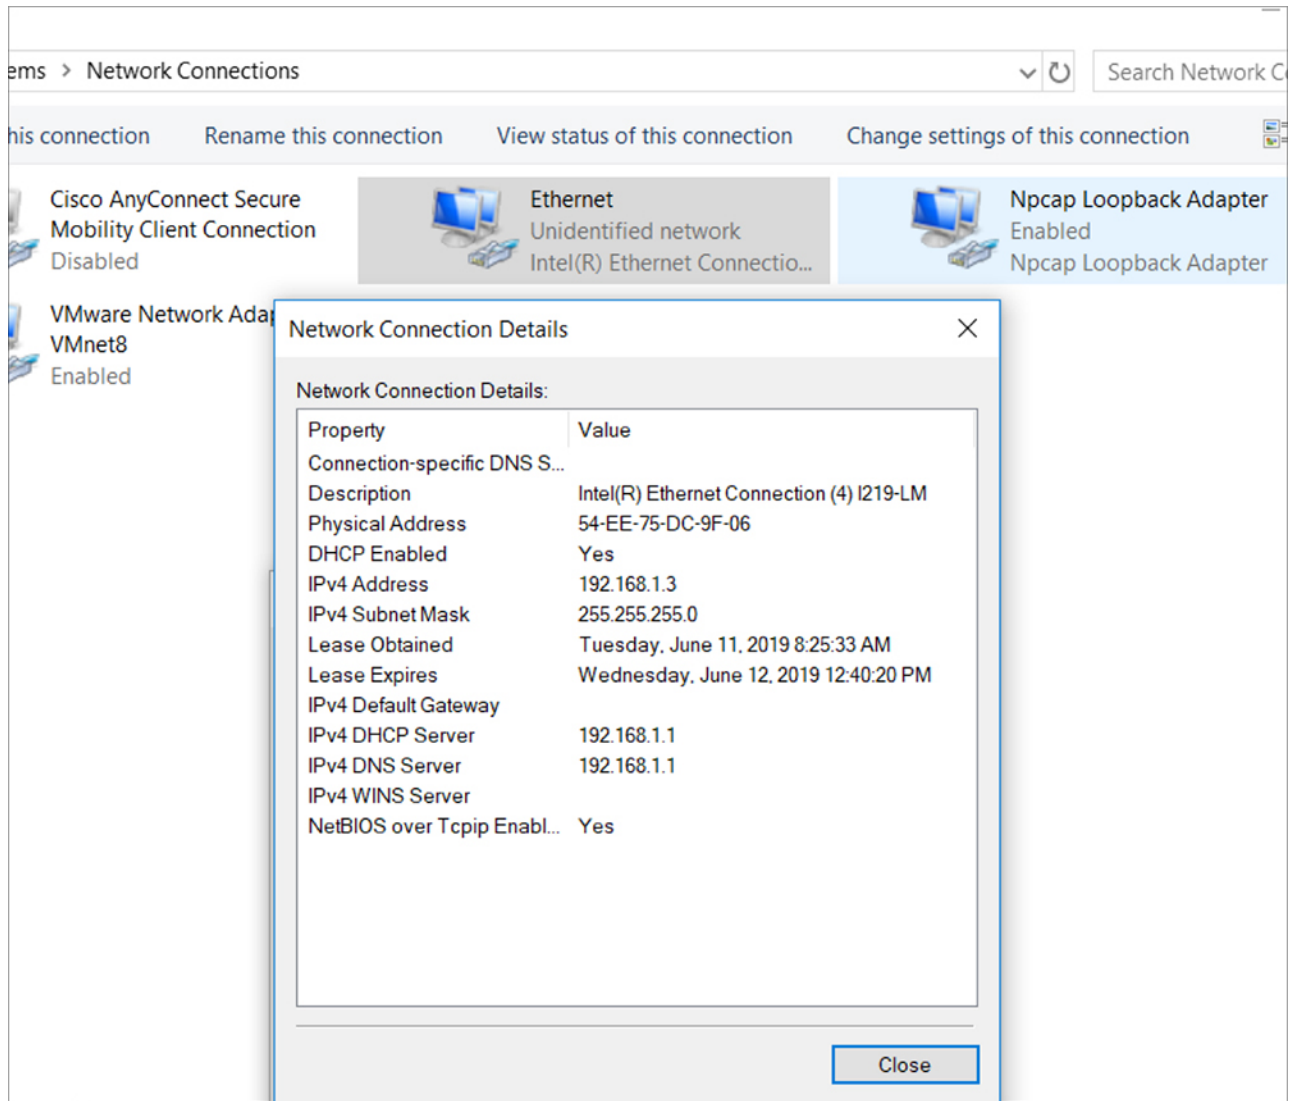 ems > Network Connections
Search Network C
his connection Rename this connection View status of this connection Change settings of this connection
Cisco AnyConnect Secure
Mobility Client Connection
Disabled
Ethernet
Unidentified network
Intel(R) Ethernet Connectio...
Npcap Loopback Adapter
Enabled
Npcap Loopback Adapter
VMware Network Adap
VMnet8
Enabled
Network Connection Details
Network Connection Details:
Property Value
Connection-specific DNS S...
Description Intel(R) Ethernet Connection (4) I219-LM
Physical Address 54-EE-75-DC-9F-06
DHCP Enabled Yes
IPv4 Address 192.168.1.3
IPv4 Subnet Mask 255.255.255.0
Lease Obtained Tuesday, June 11, 2019 8:25:33 AM
Lease Expires Wednesday, June 12, 2019 12:40:20 PM
IPv4 Default Gateway
IPv4 DHCP Server 192.168.1.1
IPv4 DNS Server 192.168.1.1
IPv4 WINS Server
NetBIOS over Tcpip Enabl... Yes
Close